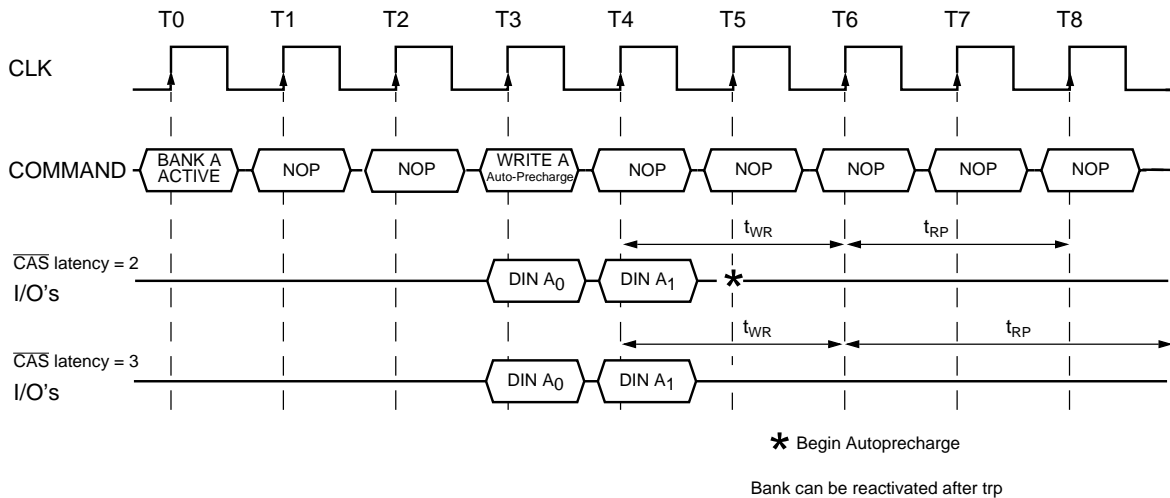 T0 T1 T2 T3 T4 T5 T6 T7 T8
CLK
COMMAND
BANK A
ACTIVE
NOP
NOP
WRITE A
Auto-Precharge
NOP
NOP
NOP
NOP
NOP
tWR
tRP
CAS latency = 2
I/O's
DIN A0
DIN A1
*
tWR
tRP
CAS latency = 3
I/O's
DIN A0
DIN A1
* Begin Autoprecharge
Bank can be reactivated after trp